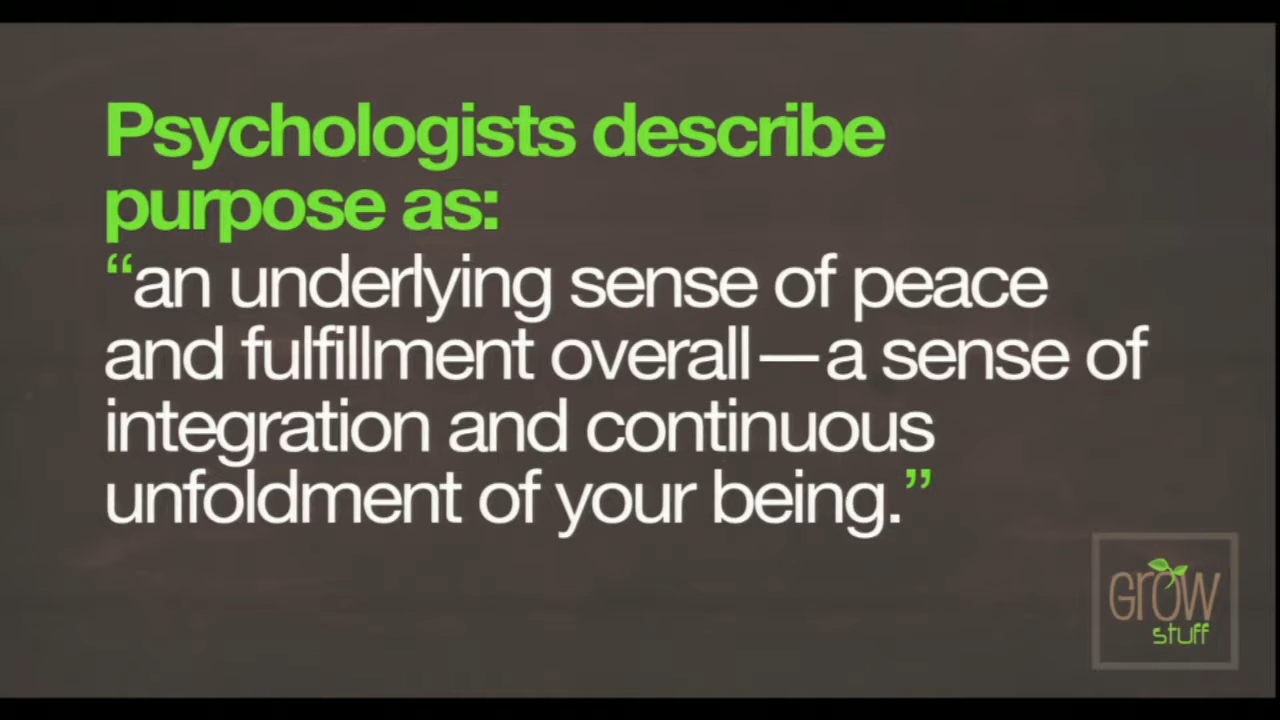 Psychologists describe
purpose as:
“an underlying sense of peace
and fulfillment overall—a sense of
integration and continuous
unfoldment of your being.”
Grow
stuff